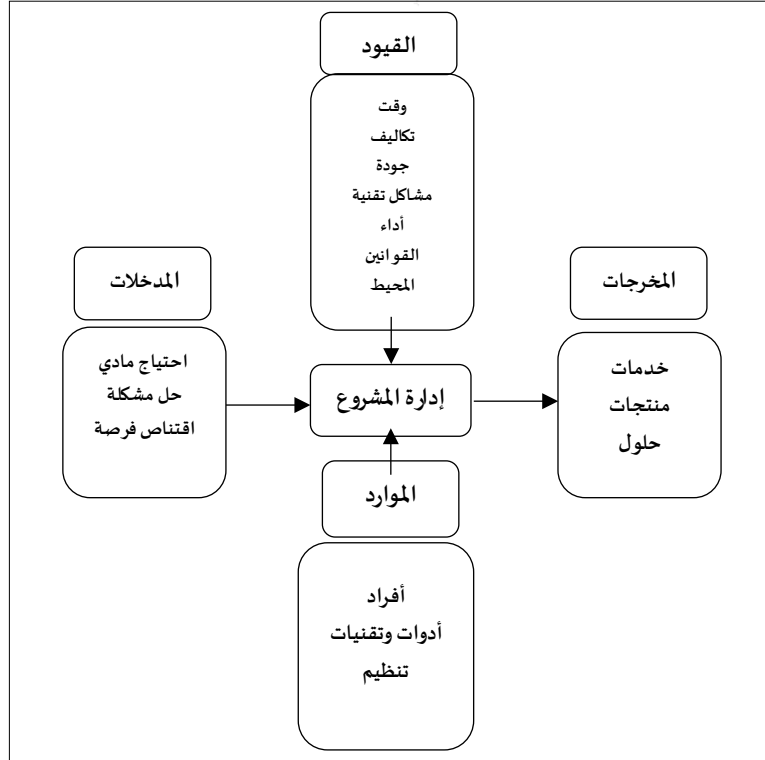 القيود
وقت
تكاليف
جودة
مشاكل تقنية
أداء
القوانين
المحيط
المدخلات
احتياج مادي
حل مشكلة
اقتناص فرصة
إدارة المشروع
المخرجات
خدمات
منتجات
حلول
الموارد
أفراد
أدوات وتقنيات
تنظيم